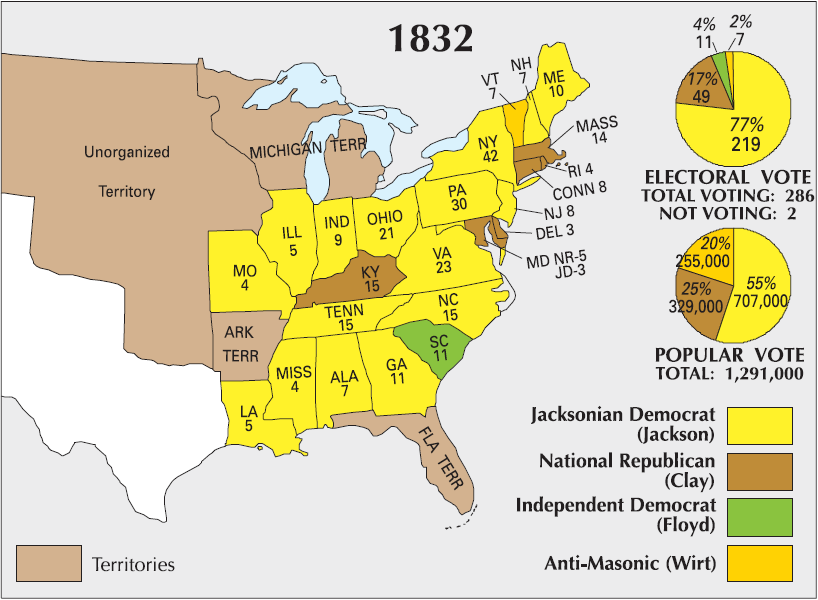 1832
4%
11
2%
7
17%
49
77%
219
ELECTORAL VOTE
TOTAL VOTING: 286
NOT VOTING: 2
20%
255,000
25%
329,000
55%
707,000
POPULAR VOTE
TOTAL: 1,291,000
Unorganized
Territory
MICHIGAN TERR
VT
7
NH
7
ME
10
MASS
14
NY
42
RI 4
CONN 8
PA
30
NJ 8
DEL 3
MD NR-5
JD-3
ILL
5
IND
9
OHIO
21
VA
23
MO
4
KY
15
NC
15
TENN
15
ARK
TERR
SC
11
MISS
4
ALA
7
GA
11
LA
5
FLA TERR
Jacksonian Democrat
(Jackson)
National Republican
(Clay)
Independent Democrat
(Floyd)
Anti-Masonic (Wirt)
Territories